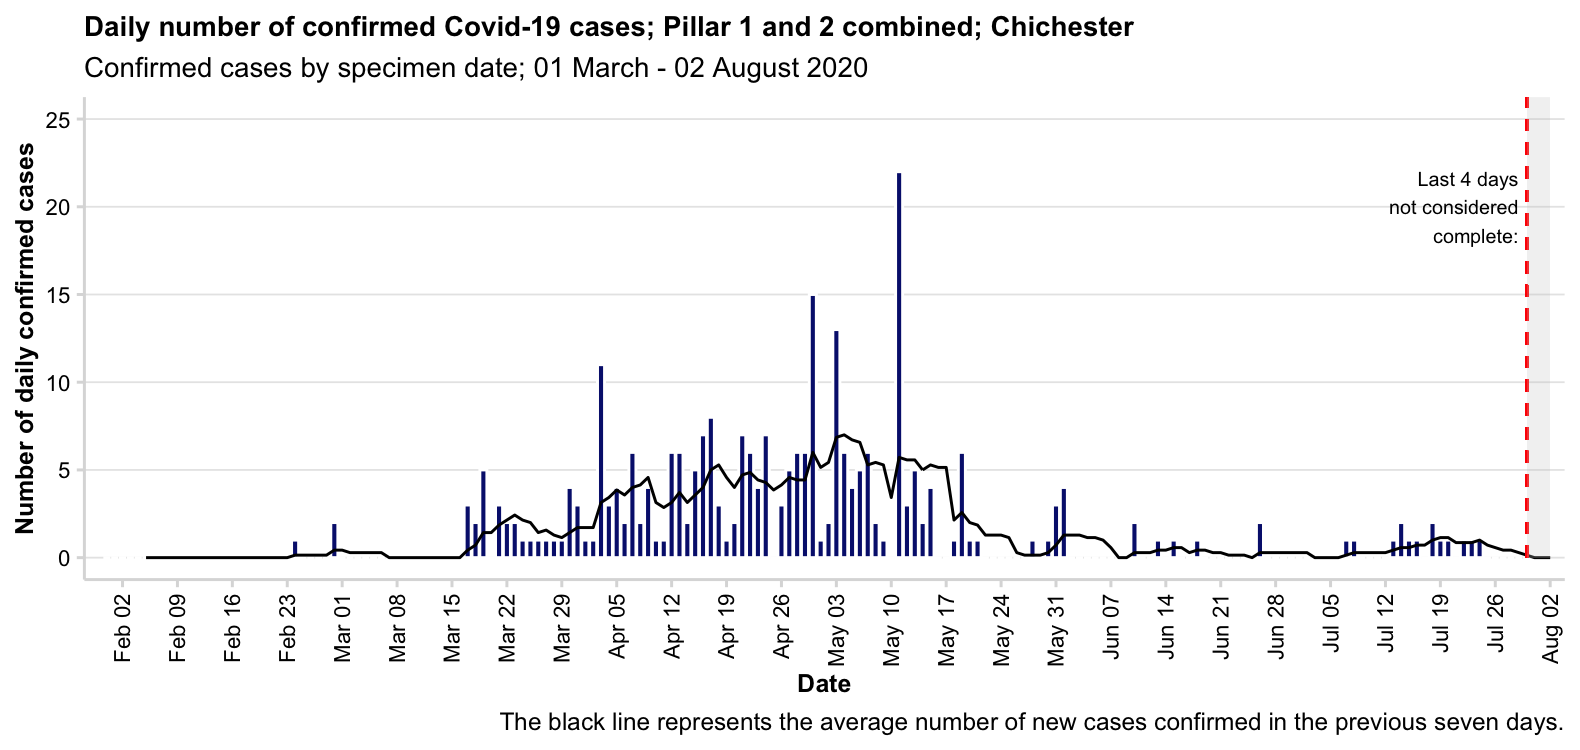 Daily number of confirmed Covid-19 cases; Pillar 1 and 2 combined; Chichester
Confirmed cases by specimen date; 01 March - 02 August 2020
Number of daily confirmed cases
25
20
15
10
5
0
Last 4 days
not considered
complete:
Feb 02
Feb 09
Feb 16
Feb 23
Mar 01
Mar 08
Mar 15
Mar 22
Mar 29
Apr 05
Apr 12
Apr 19
Apr 26
May 03
May 10
May 17
May 24
May 31
Jun 07
Jun 14
Jun 21
Jun 28
Jul 05
Jul 12
Jul 19
Jul 26
Aug 02
Date
The black line represents the average number of new cases confirmed in the previous seven days.